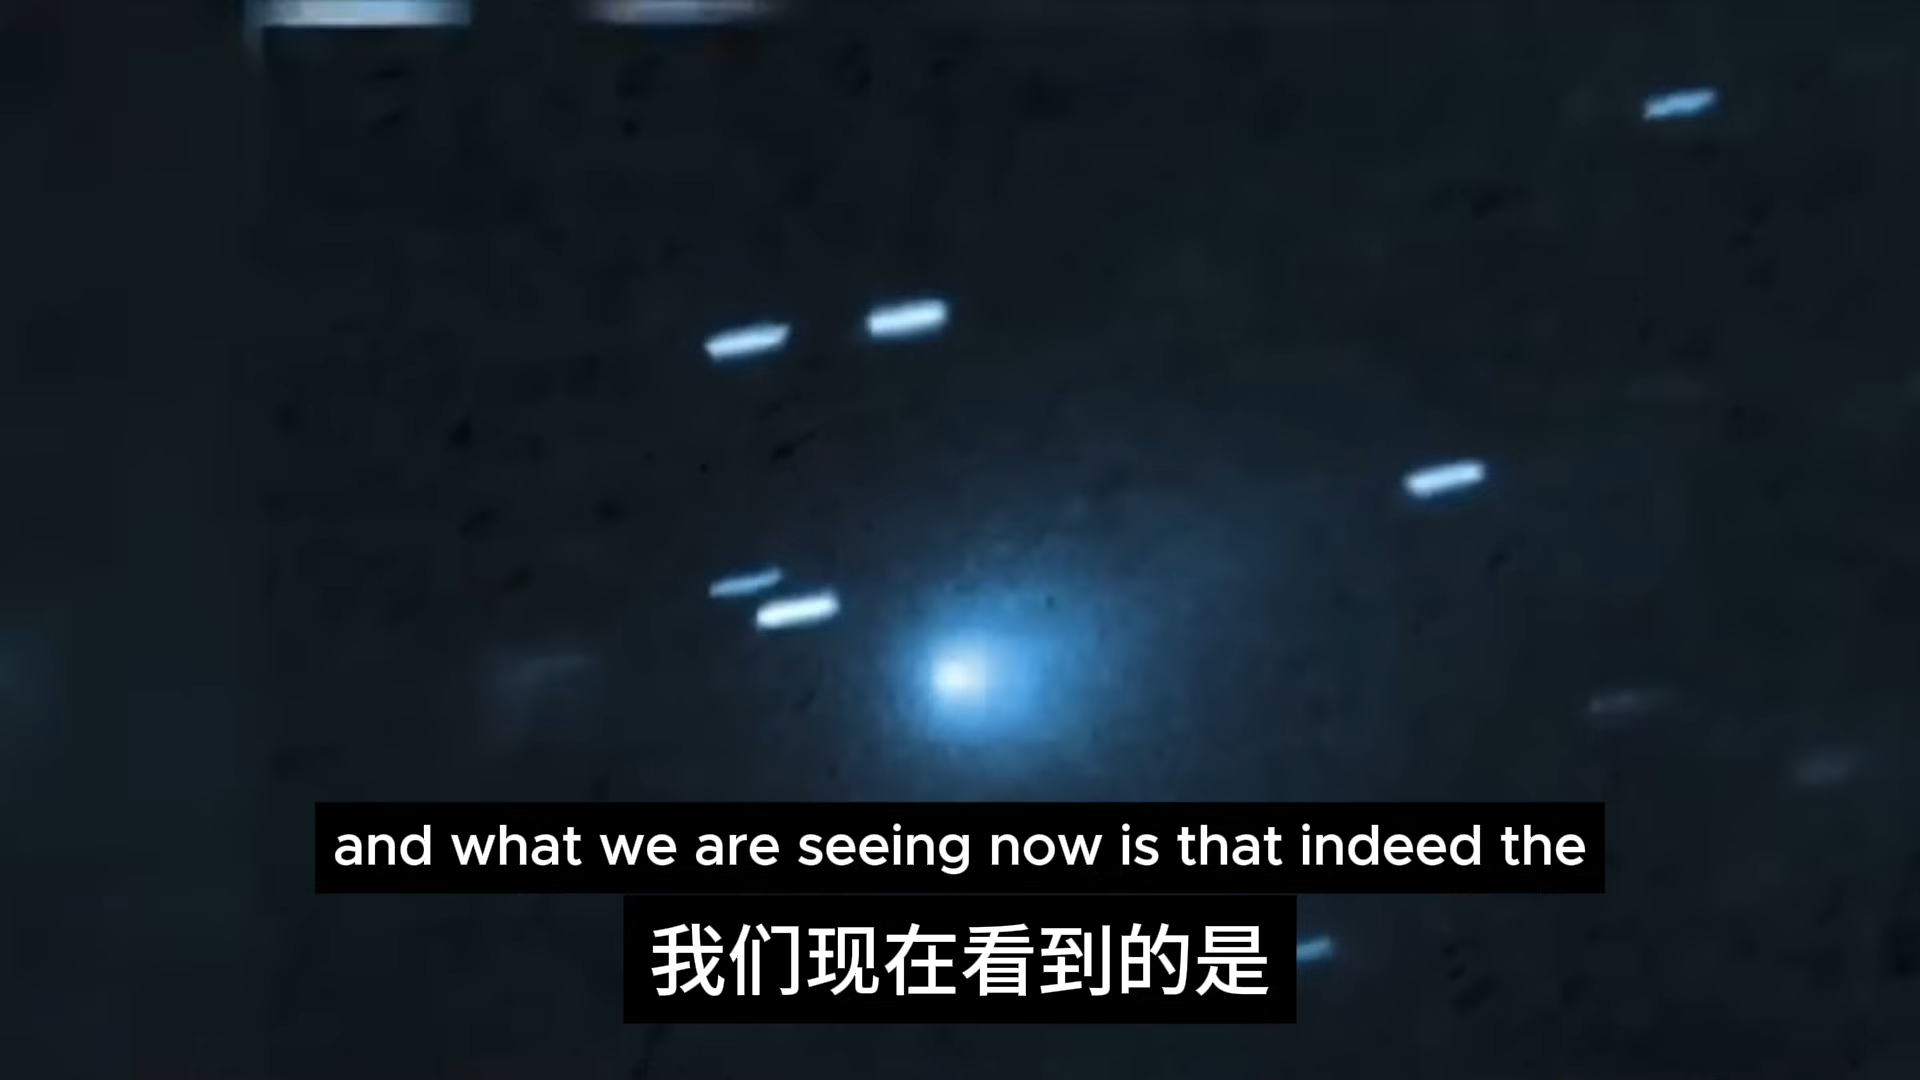 and what we are seeing now is that indeed the
我们现在看到的是